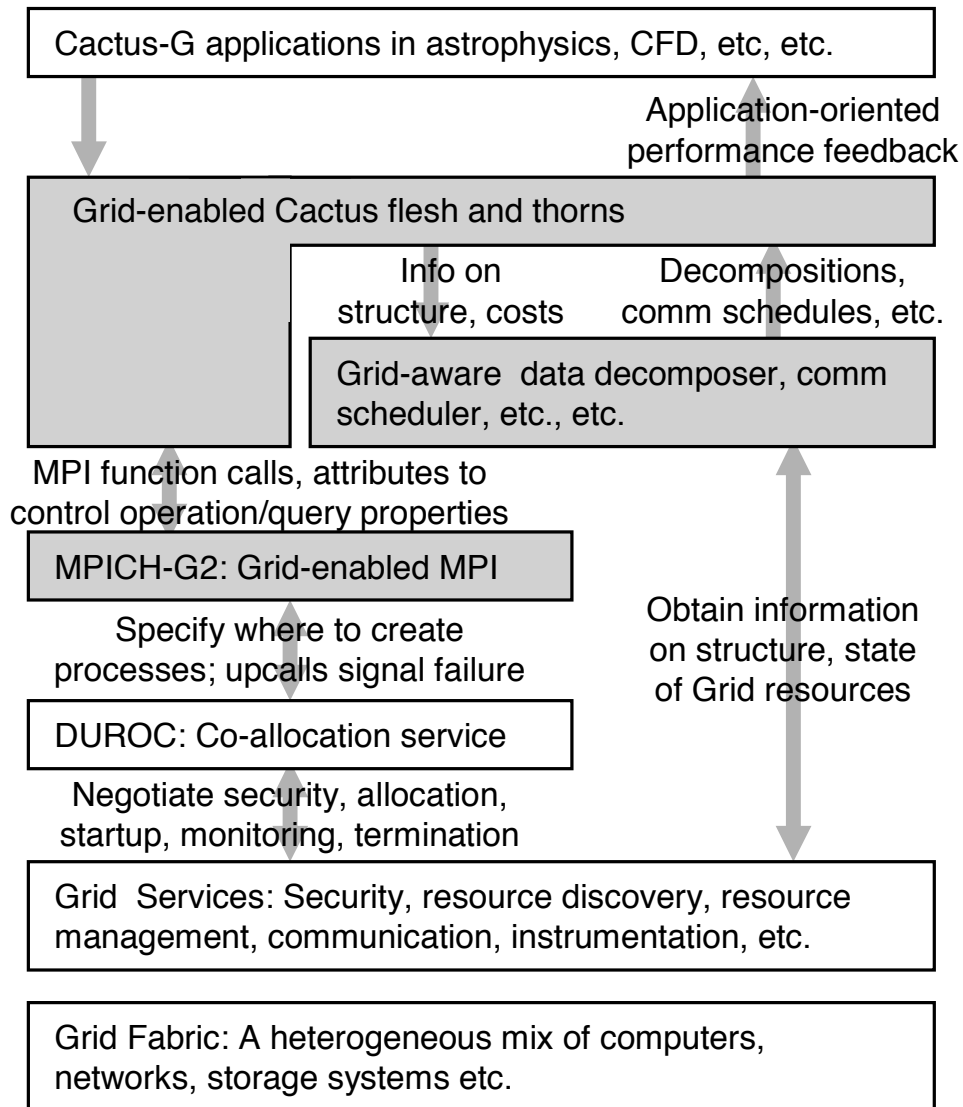 Cactus-G applications in astrophysics, CFD, etc, etc.
Application-oriented
performance feedback
Grid-enabled Cactus flesh and thorns
Info on
structure, costs
Decompositions,
comm schedules, etc.
Grid-aware data decomposer, comm
scheduler, etc., etc.
MPI function calls, attributes to
control operation/query properties
MPICH-G2: Grid-enabled MPI
Specify where to create
processes; upcalls signal failure
Obtain information
on structure, state
of Grid resources
DUROC: Co-allocation service
Negotiate security, allocation,
startup, monitoring, termination
Grid Services: Security, resource discovery, resource
management, communication, instrumentation, etc.
Grid Fabric: A heterogeneous mix of computers,
networks, storage systems etc.